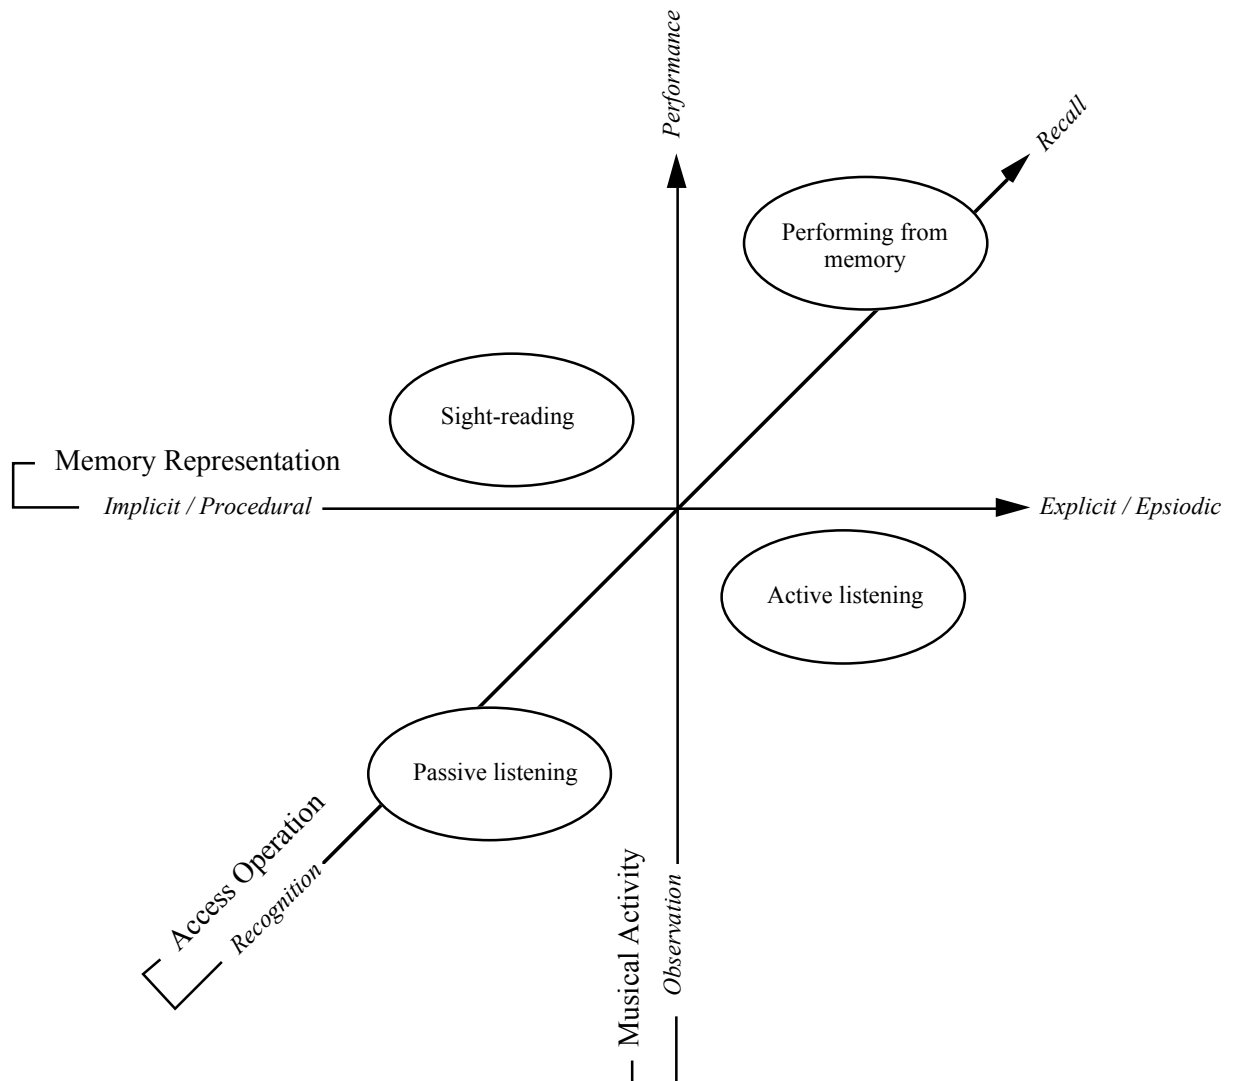 Performance
Recall
Performing from
memory
Sight-reading
Memory Representation
Implicit / Procedural
Explicit / Epsiodic
Active listening
Passive listening
Access Operation
Recognition
Musical Activity
Observation